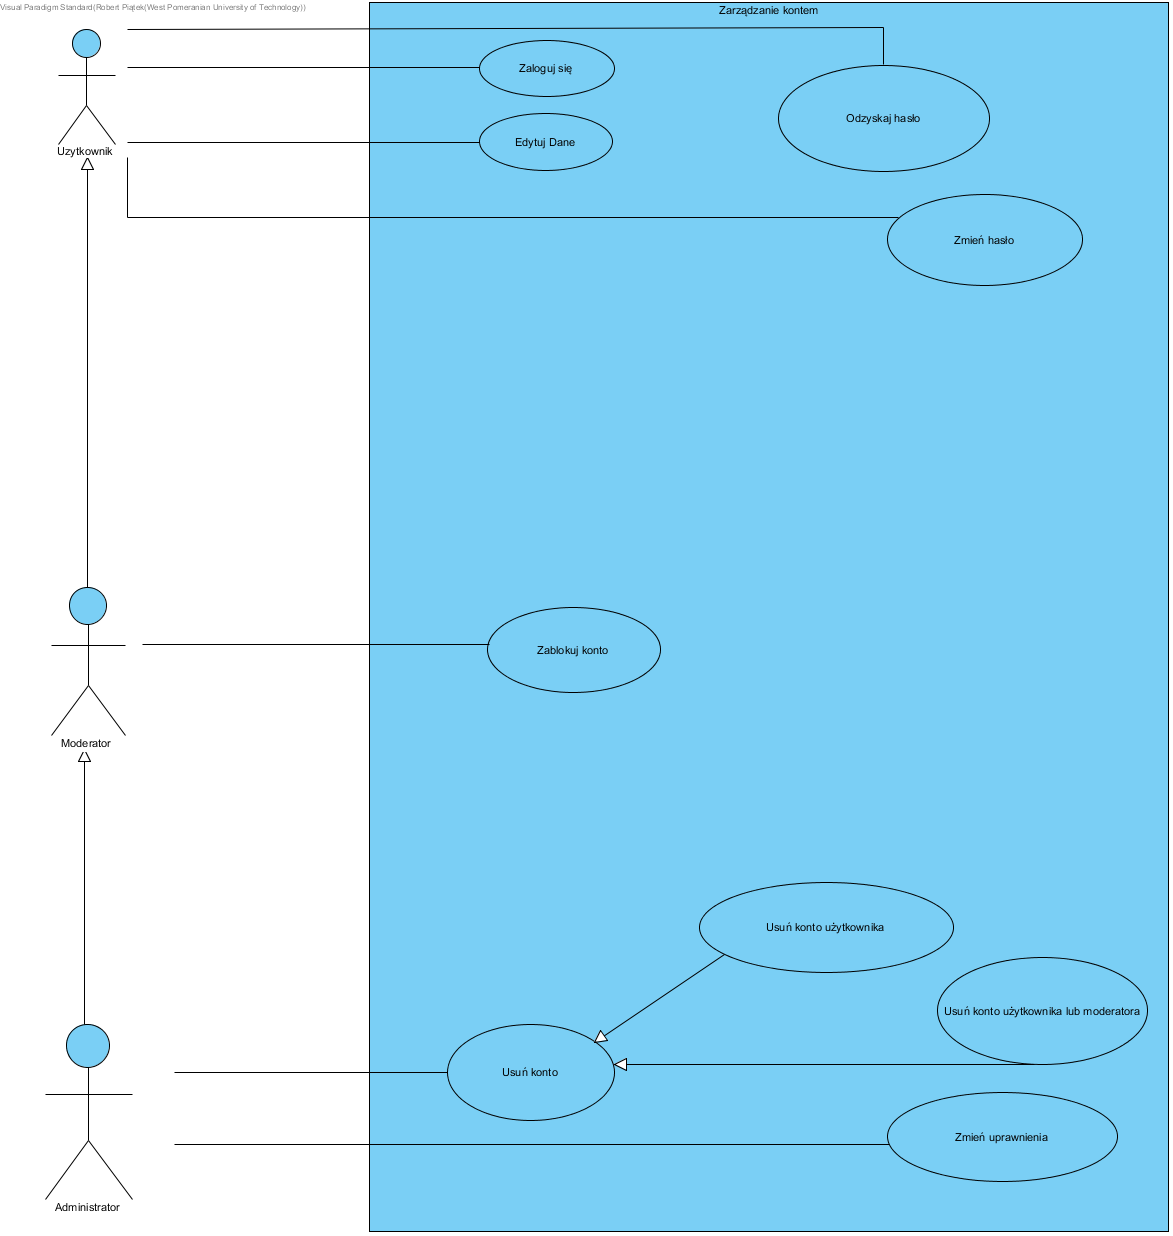 Visual Paradigm Standard(Robert Piątek(West Pomeranian University of Technology))
Zarządzanie kontem
Zaloguj się
Odzyskaj hasło
Edytuj Dane
Uzytkownik
Zmień hasło
Zablokuj konto
Moderator
Usuń konto użytkownika
Usuń konto użytkownika lub moderatora
Usuń konto
Zmień uprawnienia
Administrator